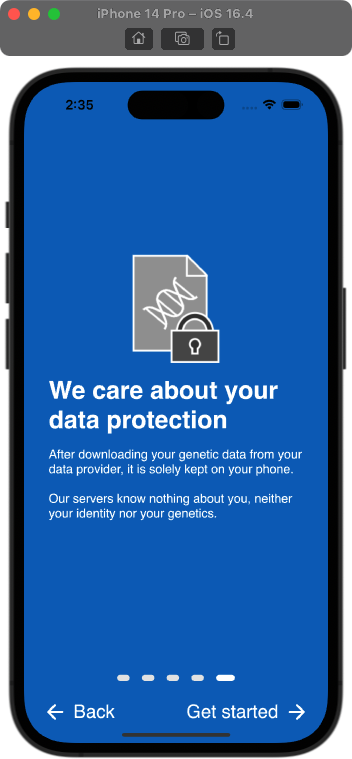 iPhone 14 Pro – iOS 16.4
2:35
We care about your
data protection
After downloading your genetic data from your
data provider, it is solely kept on your phone.
Our servers know nothing about you, neither
your identity nor your genetics.
Back
Get started